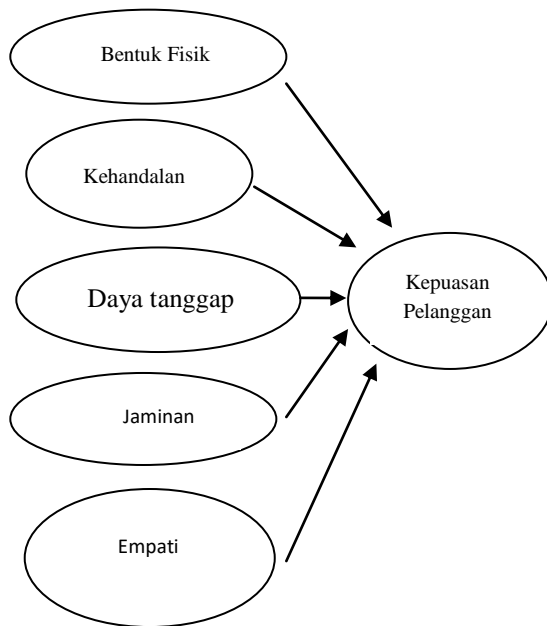 Bentuk Fisik
Kehandalan
Daya tanggap
Jaminan
Empati
Kepuasan
Pelanggan